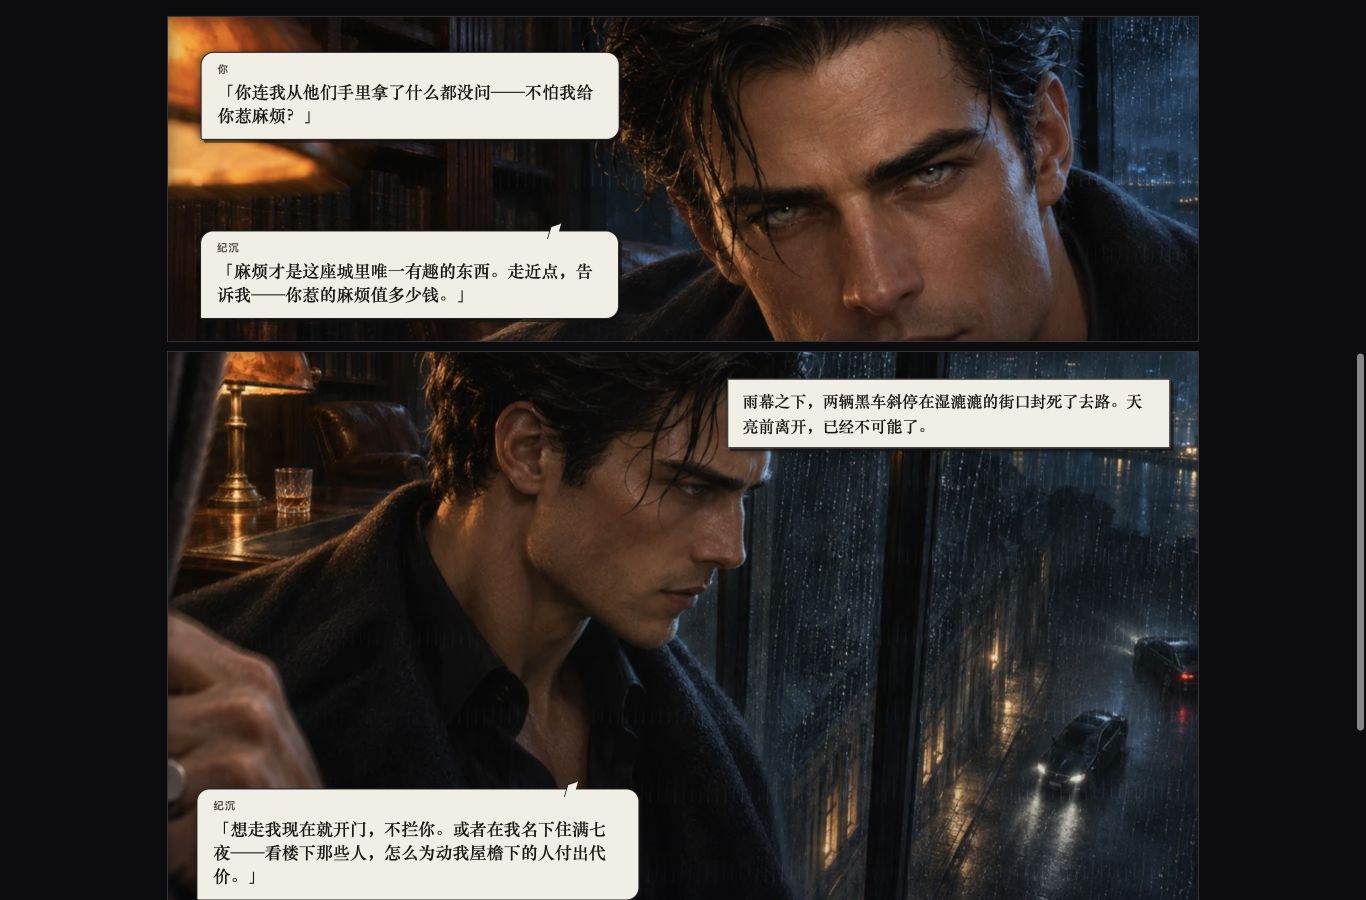 你
「你连我从他们手里拿了什么都没问——不怕我给
你惹麻烦？」
纪沉
「麻烦才是这座城里唯一有趣的东西。走近点，告
诉我——你惹的麻烦值多少钱。」
雨幕之下，两辆黑车斜停在湿漉漉的街口封死了去路。天
亮前离开，已经不可能了。
纪沉
「想走我现在就开门，不拦你。或者在我名下住满七
夜——看楼下那些人，怎么为动我屋檐下的人付出代
价。」